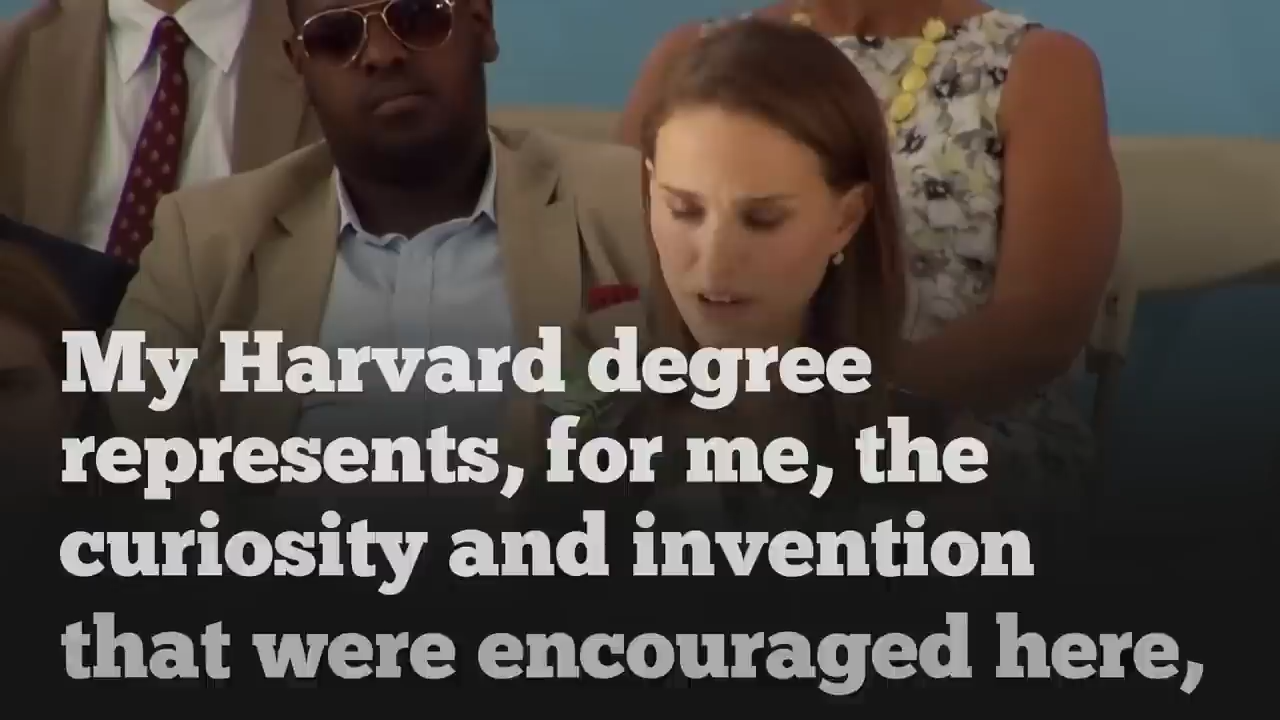 My Harvard degree
represents, for me, the
curiosity and invention
that were encouraged here,